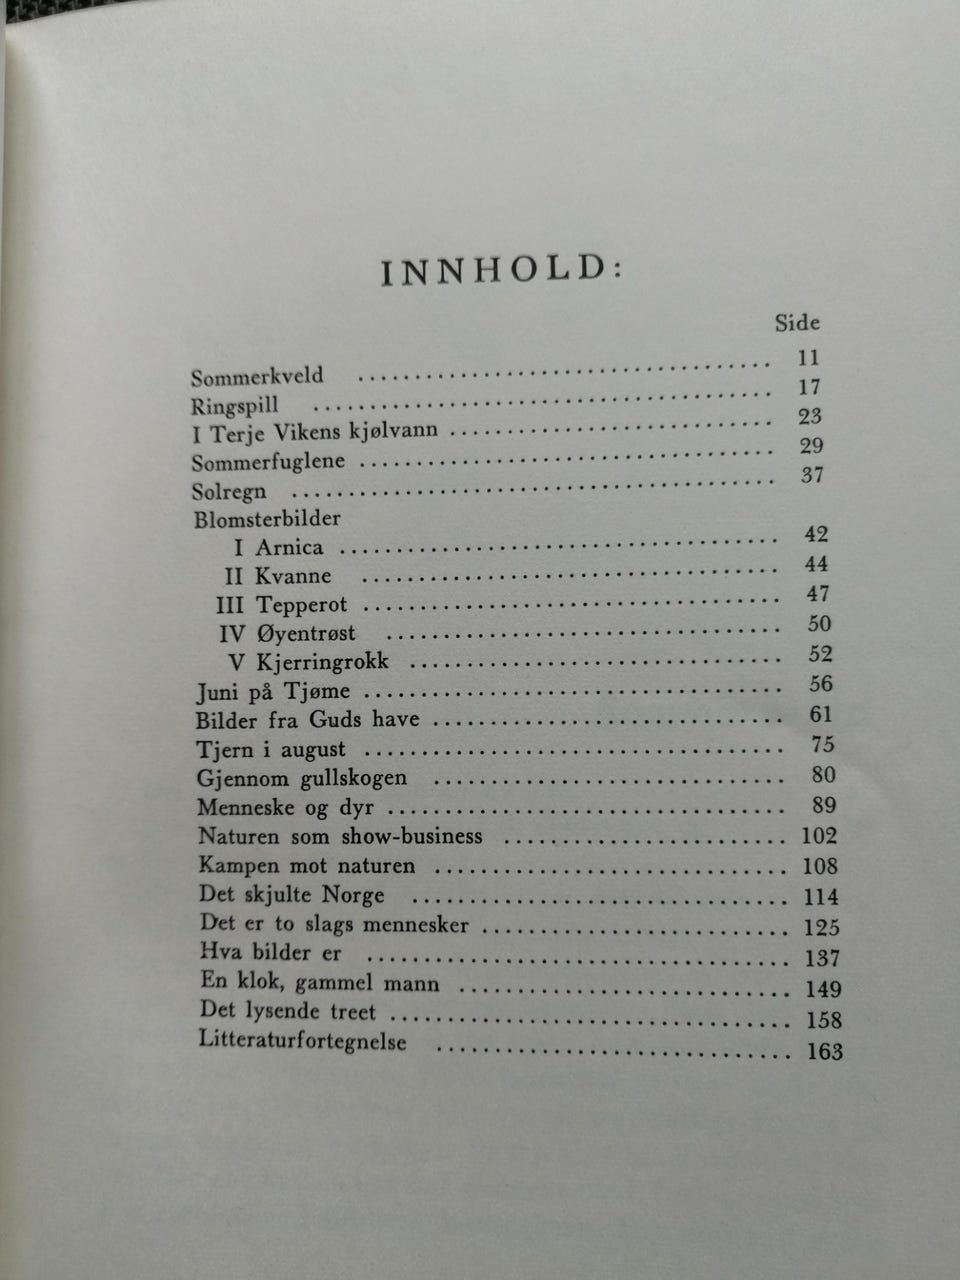 INNHOLD:
Side
Sommerkveld .................................... 11
Ringspill .................................... 17
I Terje Vikens kjølvann .................................... 23
Sommerfuglene .................................... 29
Solregn .................................... 37
Blomsterbilder
I Arnica .................................... 42
II Kvanne .................................... 44
III Tepperot .................................... 47
IV Øyentrøst .................................... 50
V Kjerringrokk .................................... 52
Juni på Tjøme .................................... 56
Bilder fra Guds have .................................... 61
Tjern i august .................................... 75
Gjennom gullskogen .................................... 80
Menneske og dyr .................................... 89
Naturen som show-business .................................... 102
Kampen mot naturen .................................... 108
Det skjulte Norge .................................... 114
Det er to slags mennesker .................................... 125
Hva bilder er .................................... 137
En klok, gammel mann .................................... 149
Det lysende treet .................................... 158
Litteraturfortegnelse .................................... 163